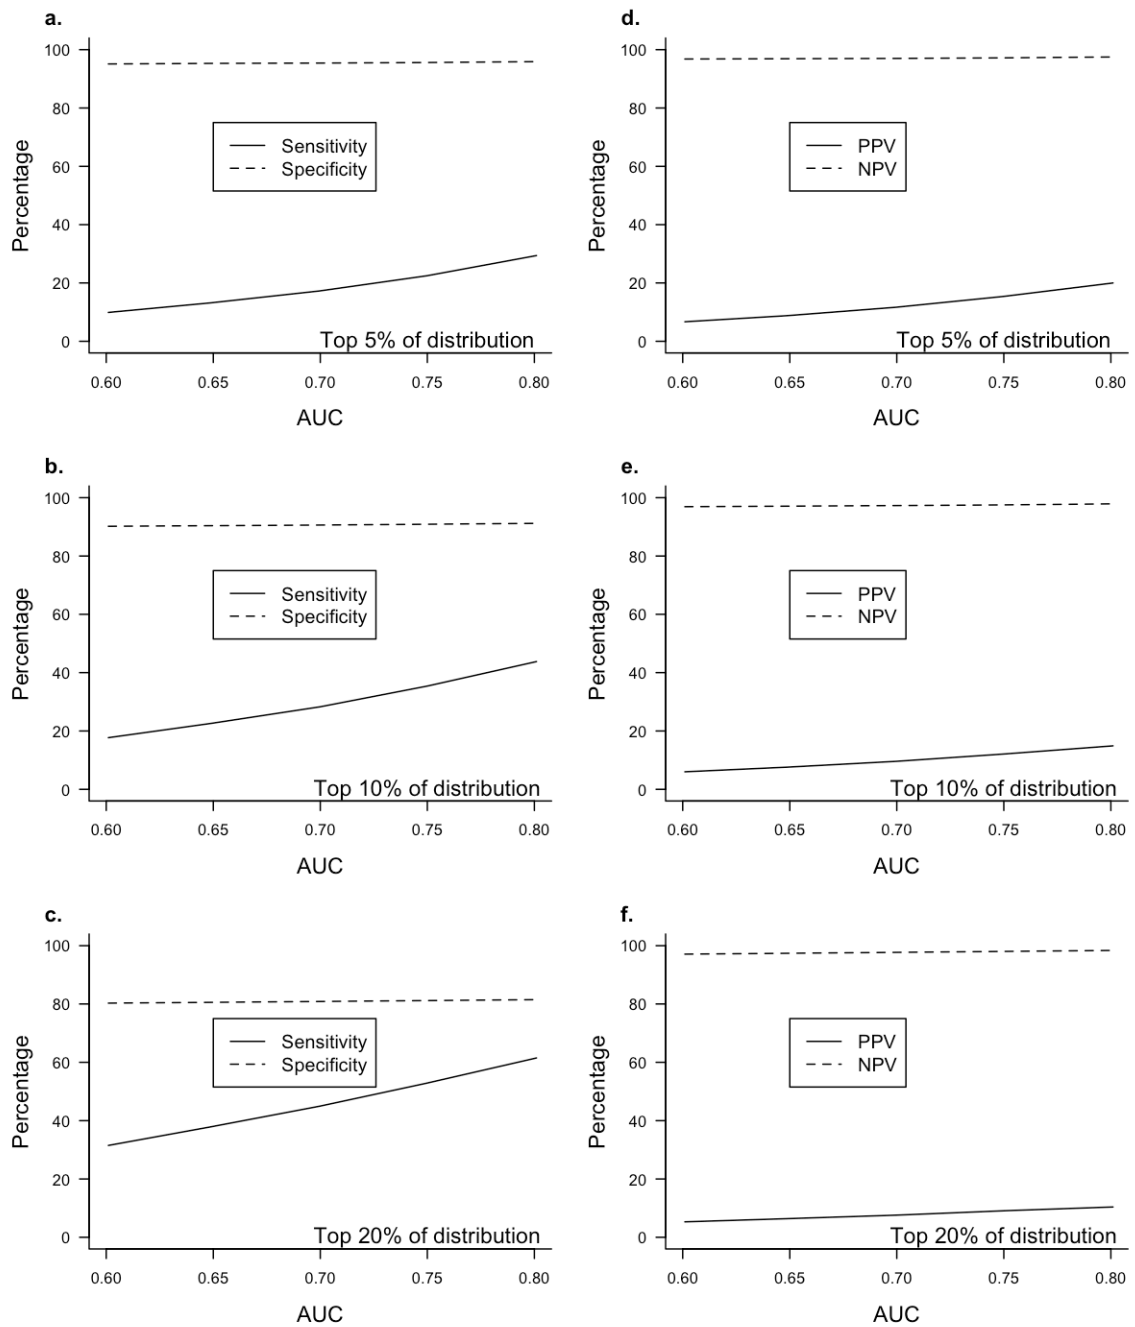 a.
100
80
60
40
20
0
Percentage
Sensitivity
Specificity
Top 5% of distribution
0.60 0.65 0.70 0.75 0.80
AUC
d.
100
80
60
40
20
0
Percentage
PPV
NPV
Top 5% of distribution
0.60 0.65 0.70 0.75 0.80
AUC
b.
100
80
60
40
20
0
Percentage
Sensitivity
Specificity
Top 10% of distribution
0.60 0.65 0.70 0.75 0.80
AUC
e.
100
80
60
40
20
0
Percentage
PPV
NPV
Top 10% of distribution
0.60 0.65 0.70 0.75 0.80
AUC
c.
100
80
60
40
20
0
Percentage
Sensitivity
Specificity
Top 20% of distribution
0.60 0.65 0.70 0.75 0.80
AUC
f.
100
80
60
40
20
0
Percentage
PPV
NPV
Top 20% of distribution
0.60 0.65 0.70 0.75 0.80
AUC